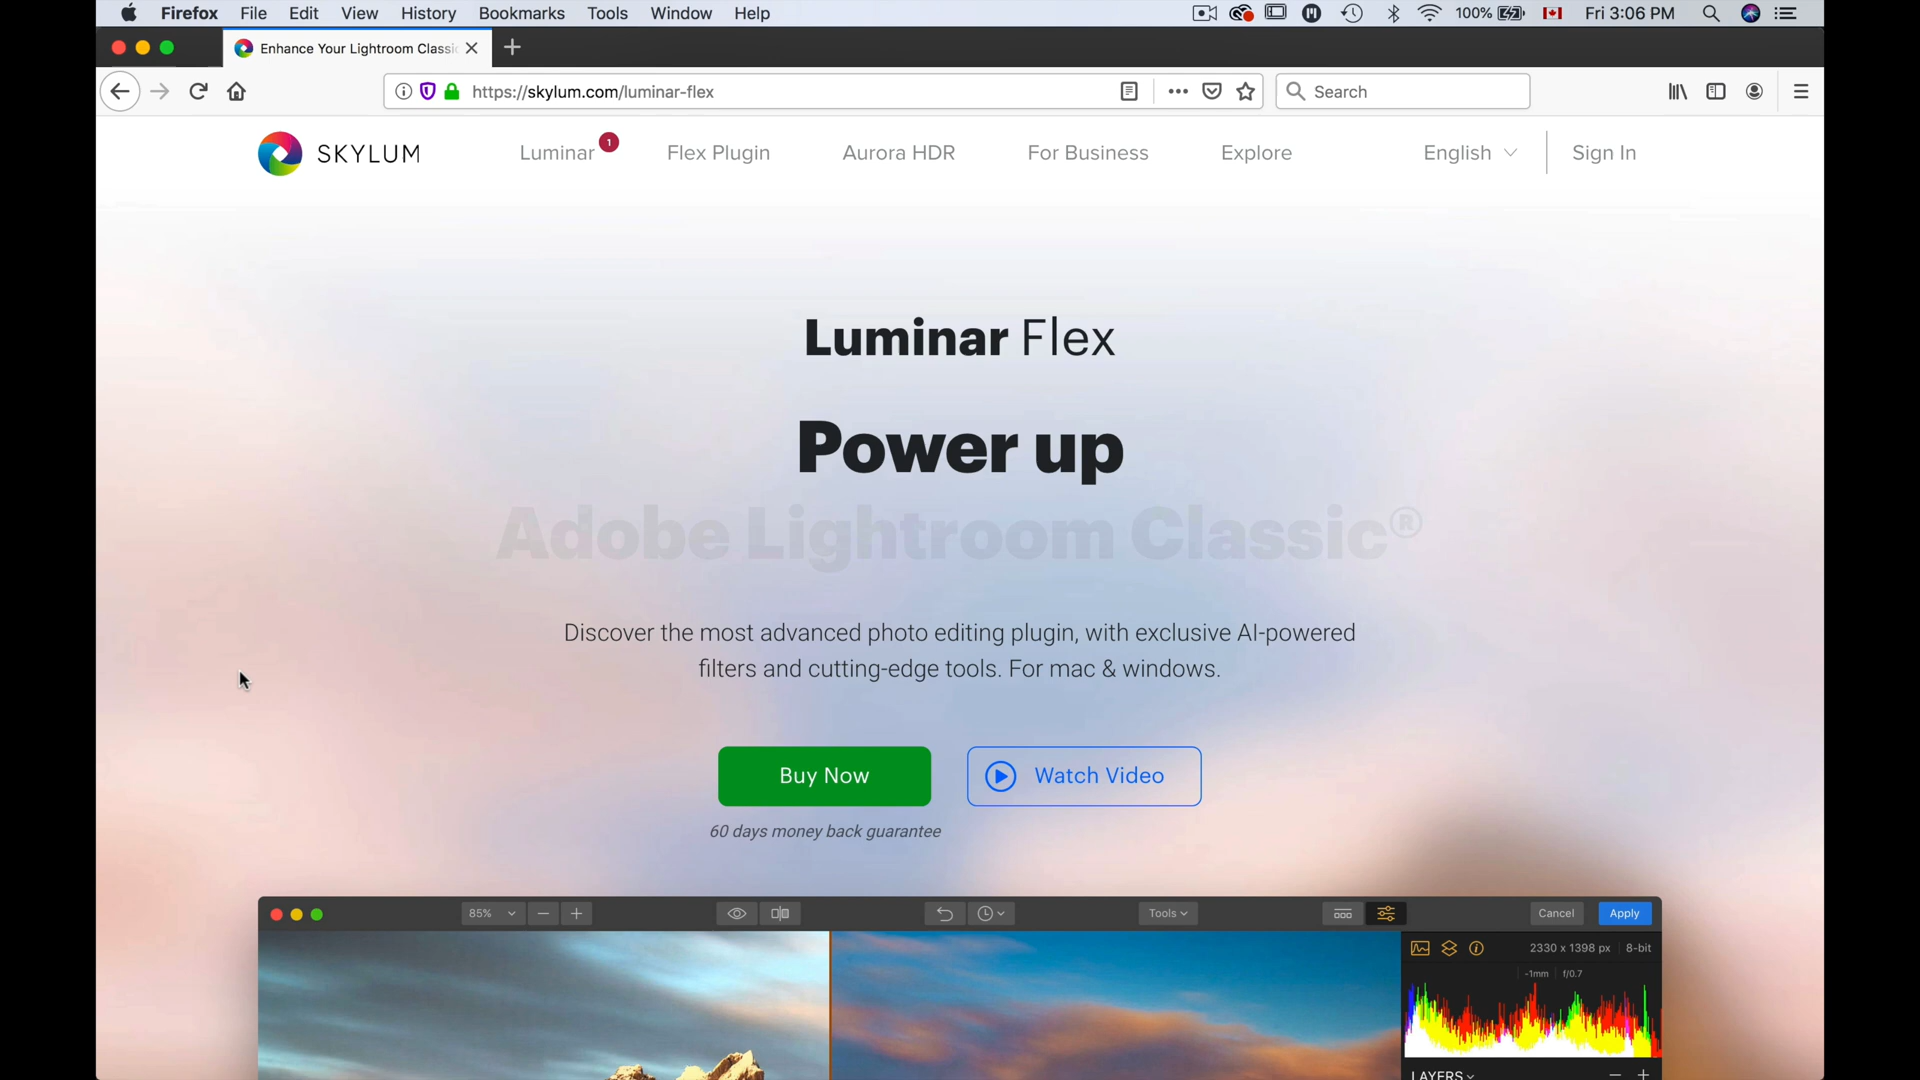 Firefox File Edit View History Bookmarks Tools Window Help 100% Fri 3:06 PM
Enhance Your Lightroom Classic
https://skylum.com/luminar-flex Search
SKYLUM Luminar 1 Flex Plugin Aurora HDR For Business Explore English Sign In
Luminar Flex
Power up
Adobe Lightroom Classic®
Discover the most advanced photo editing plugin, with exclusive AI-powered
filters and cutting-edge tools. For mac & windows.
Buy Now Watch Video
60 days money back guarantee
85% Tools Cancel Apply
2330 x 1398 px 8-bit
-1mm f/0.7
LAYERS